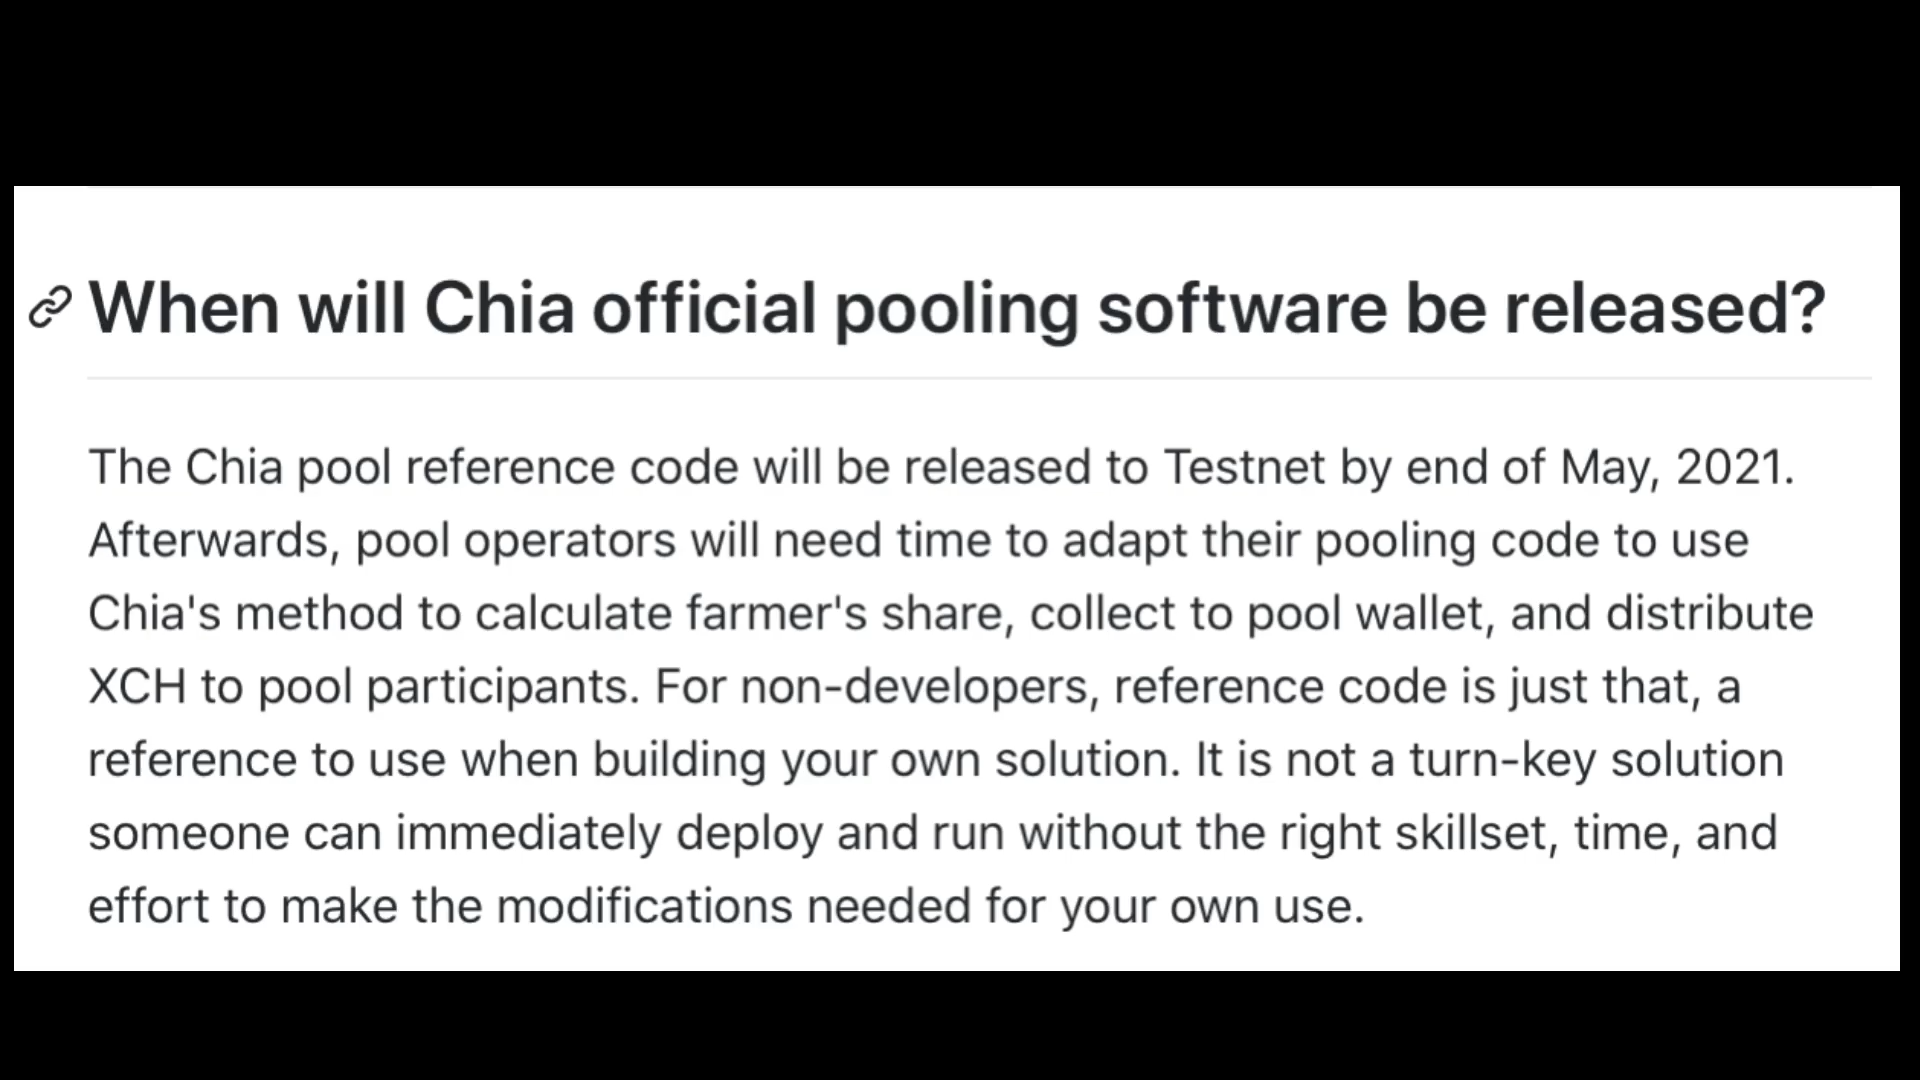 When will Chia official pooling software be released?
The Chia pool reference code will be released to Testnet by end of May, 2021.
Afterwards, pool operators will need time to adapt their pooling code to use
Chia's method to calculate farmer's share, collect to pool wallet, and distribute
XCH to pool participants. For non-developers, reference code is just that, a
reference to use when building your own solution. It is not a turn-key solution
someone can immediately deploy and run without the right skillset, time, and
effort to make the modifications needed for your own use.